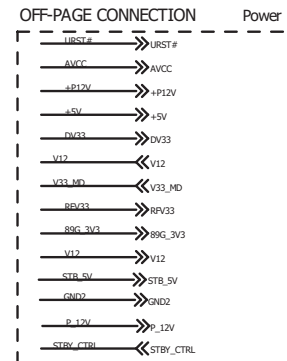 OFF-PAGE CONNECTION Power
URST# URST#
AVCC AVCC
+P12V +P12V
+5V +5V
DV33 DV33
V12 V12
V33_MD V33_MD
RFV33 RFV33
89G_3V3 89G_3V3
V12 V12
STB_5V STB_5V
GND2 GND2
P_12V P_12V
STBY_CTRL STBY_CTRL